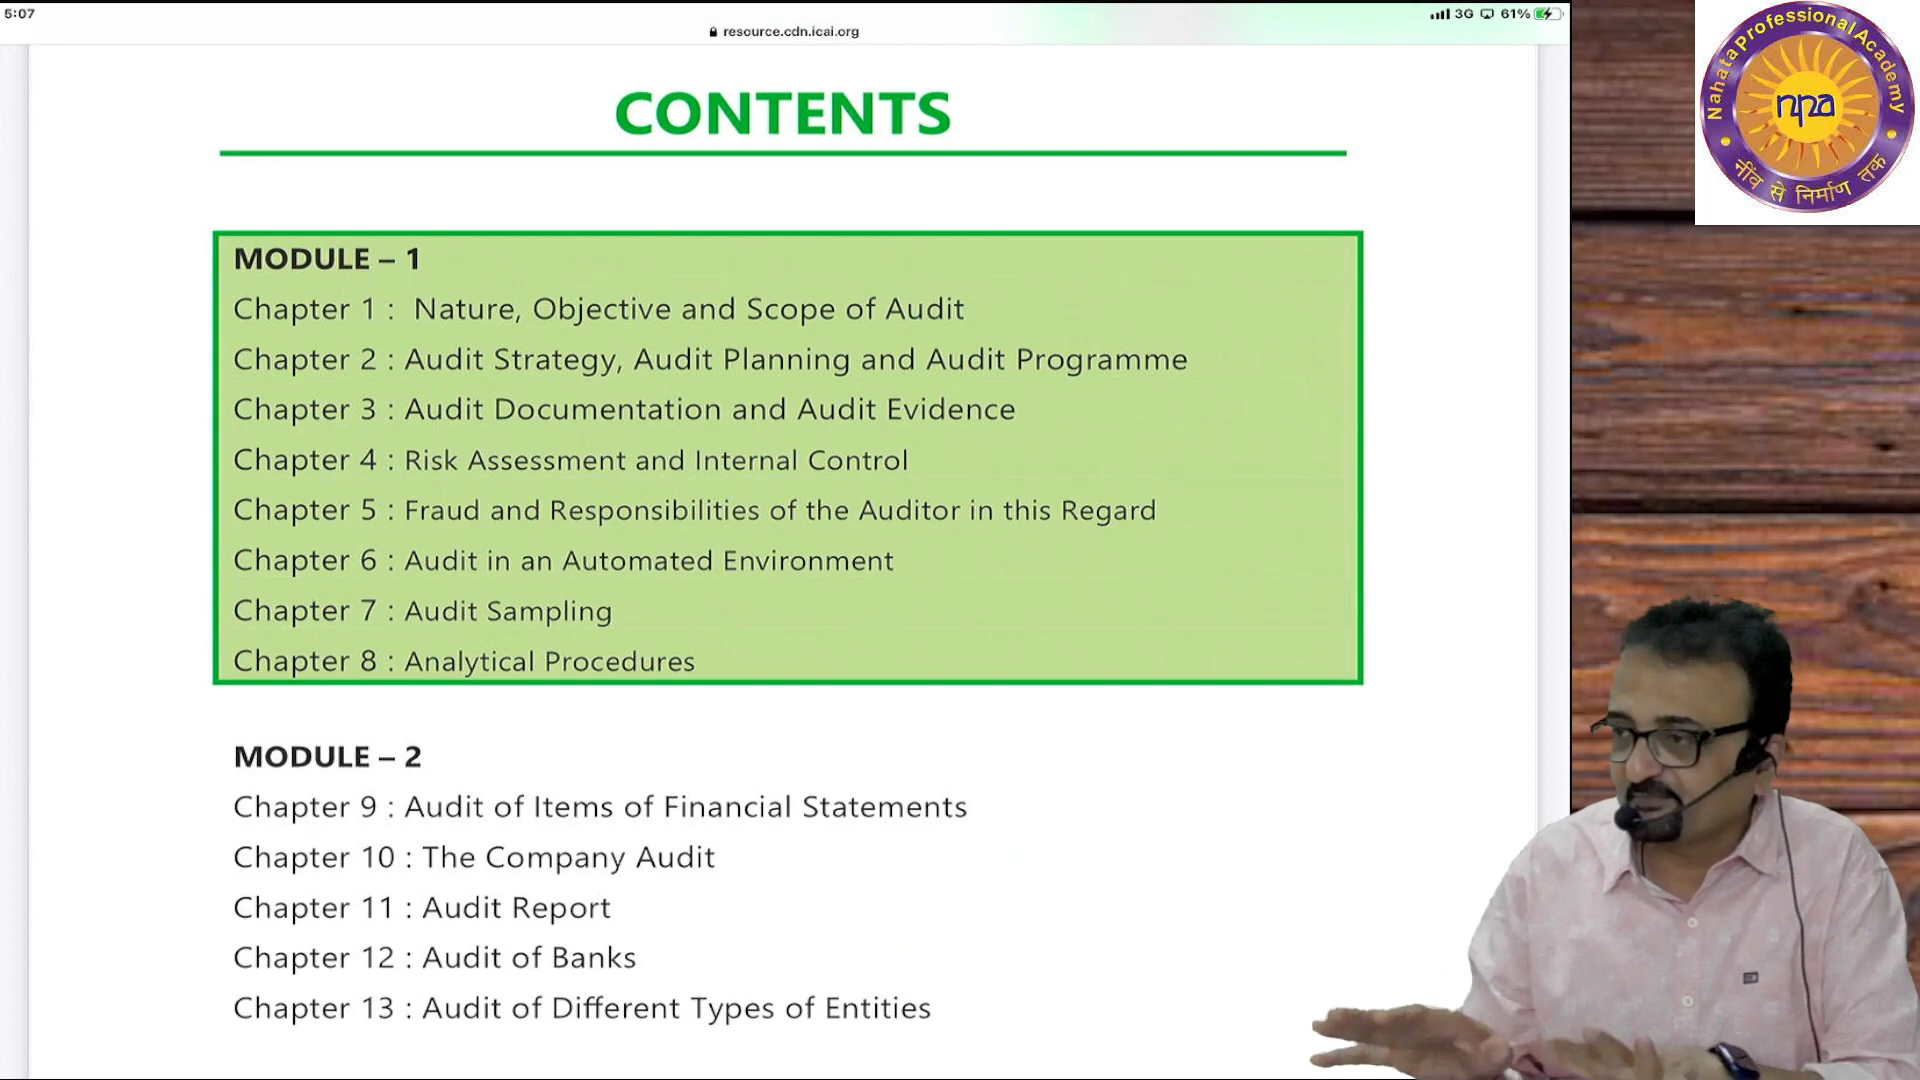 5:07
3G 61%
resource.cdn.icai.org
CONTENTS
MODULE – 1
Chapter 1 : Nature, Objective and Scope of Audit
Chapter 2 : Audit Strategy, Audit Planning and Audit Programme
Chapter 3 : Audit Documentation and Audit Evidence
Chapter 4 : Risk Assessment and Internal Control
Chapter 5 : Fraud and Responsibilities of the Auditor in this Regard
Chapter 6 : Audit in an Automated Environment
Chapter 7 : Audit Sampling
Chapter 8 : Analytical Procedures
MODULE – 2
Chapter 9 : Audit of Items of Financial Statements
Chapter 10 : The Company Audit
Chapter 11 : Audit Report
Chapter 12 : Audit of Banks
Chapter 13 : Audit of Different Types of Entities
Nahata Professional Academy
npa
नींव से निर्माण तक